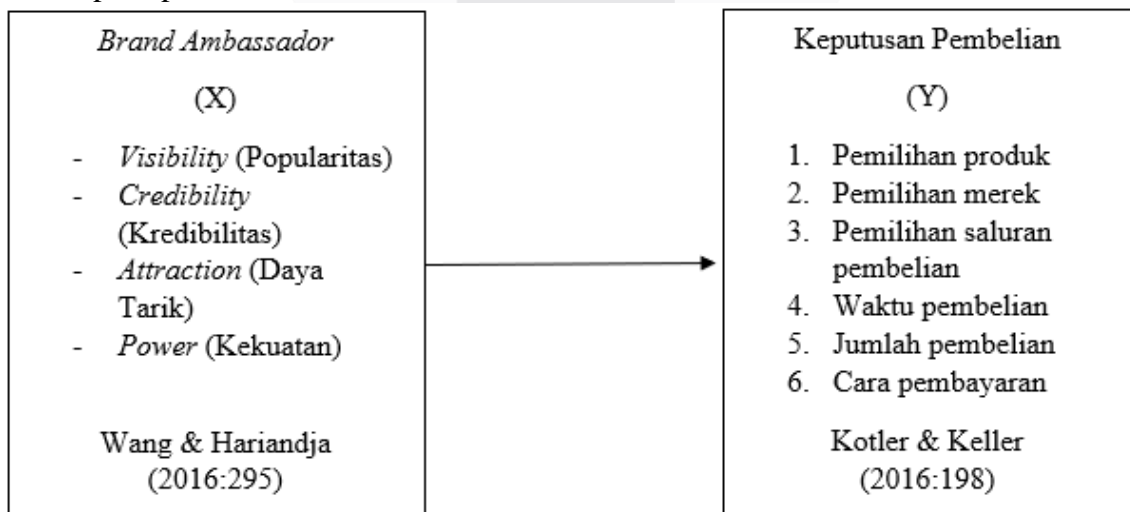 Brand Ambassador
(X)
- Visibility (Popularitas)
- Credibility
(Kredibilitas)
- Attraction (Daya
Tarik)
- Power (Kekuatan)
Wang & Hariandja
(2016:295)
Keputusan Pembelian
(Y)
1. Pemilihan produk
2. Pemilihan merek
3. Pemilihan saluran
pembelian
4. Waktu pembelian
5. Jumlah pembelian
6. Cara pembayaran
Kotler & Keller
(2016:198)